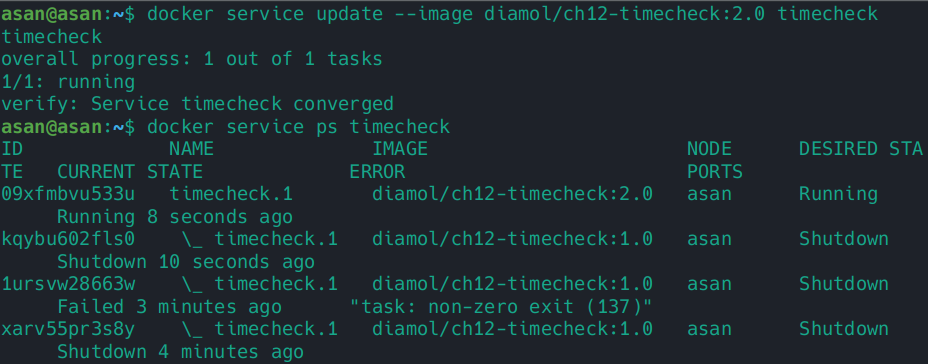 asan@asan:~$ docker service update --image diamol/ch12-timecheck:2.0 timecheck
timecheck
overall progress: 1 out of 1 tasks
1/1: running
verify: Service timecheck converged
asan@asan:~$ docker service ps timecheck
ID             NAME              IMAGE                       NODE      DESIRED STA
TE   CURRENT STATE             ERROR                         PORTS
09xfmbvu533u   timecheck.1       diamol/ch12-timecheck:2.0   asan      Running
     Running 8 seconds ago
kqybu602fls0    \_ timecheck.1   diamol/ch12-timecheck:1.0   asan      Shutdown
     Shutdown 10 seconds ago
1ursvw28663w    \_ timecheck.1   diamol/ch12-timecheck:1.0   asan      Shutdown
     Failed 3 minutes ago      "task: non-zero exit (137)"
xarv55pr3s8y    \_ timecheck.1   diamol/ch12-timecheck:1.0   asan      Shutdown
     Shutdown 4 minutes ago